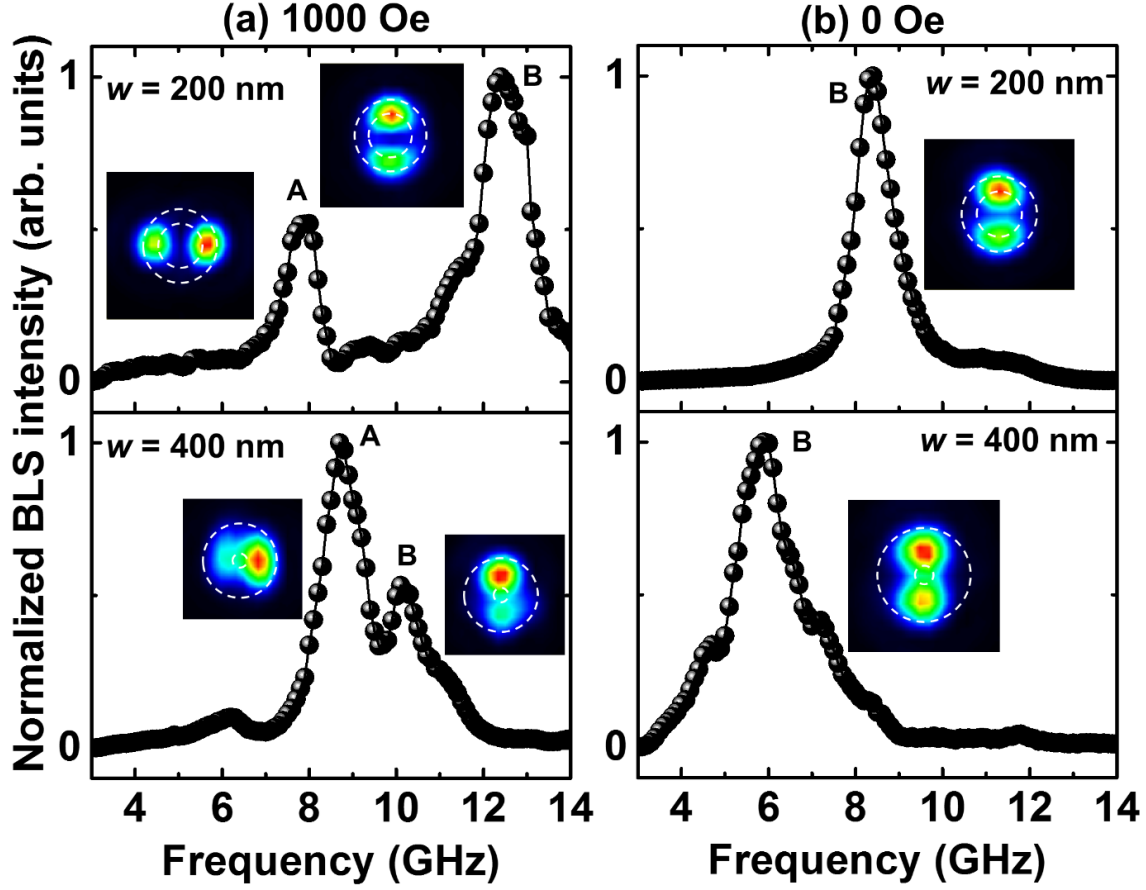 (a) 1000 Oe
(b) 0 Oe
Normalized BLS intensity (arb. units)
1
w = 200 nm
A
B
0
1
B
w = 200 nm
0
1
w = 400 nm
A
B
0
1
B
w = 400 nm
0
4 6 8 10 12 14
4 6 8 10 12 14
Frequency (GHz)
Frequency (GHz)